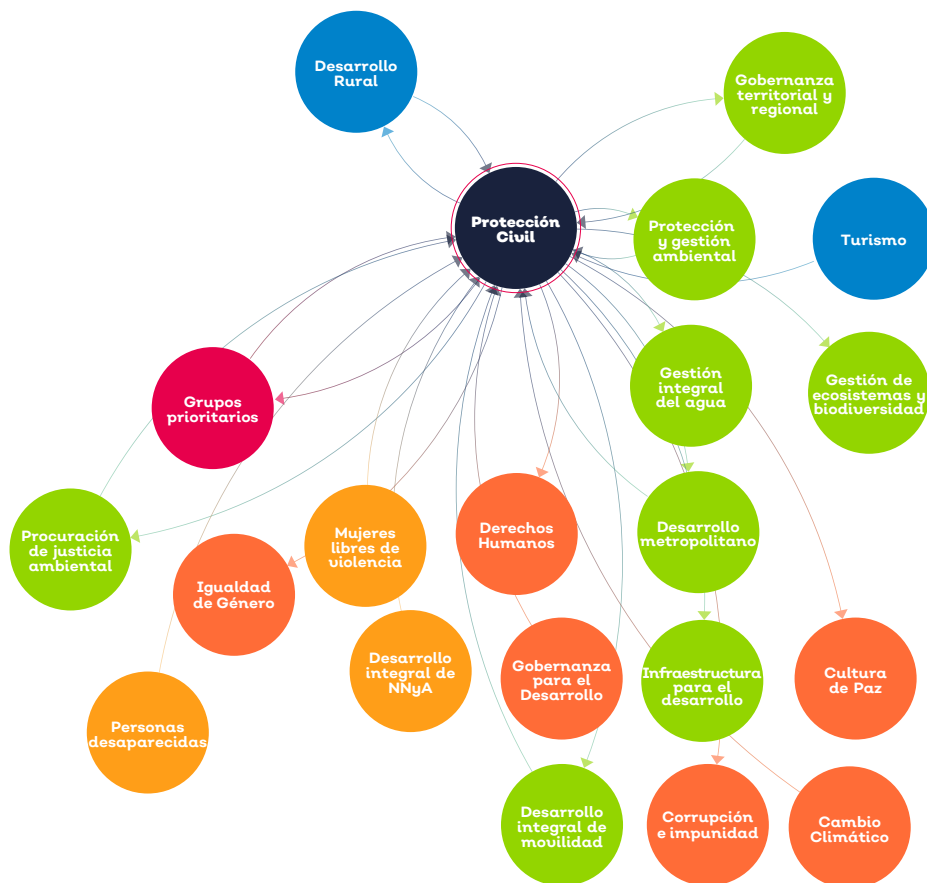 Desarrollo
Rural
Gobernanza
territorial y
regional
Protección
Civil
Protección
y gestión
ambiental
Turismo
Grupos
prioritarios
Gestión
integral
del agua
Gestión de
ecosistemas y
biodiversidad
Procuración
de justicia
ambiental
Igualdad
de Género
Mujeres
libres de
violencia
Derechos
Humanos
Desarrollo
metropolitano
Personas
desaparecidas
Desarrollo
integral de
NNyA
Gobernanza
para el
Desarrollo
Infraestructura
para el
desarrollo
Cultura
de Paz
Desarrollo
integral de
movilidad
Corrupción
e impunidad
Cambio
Climático